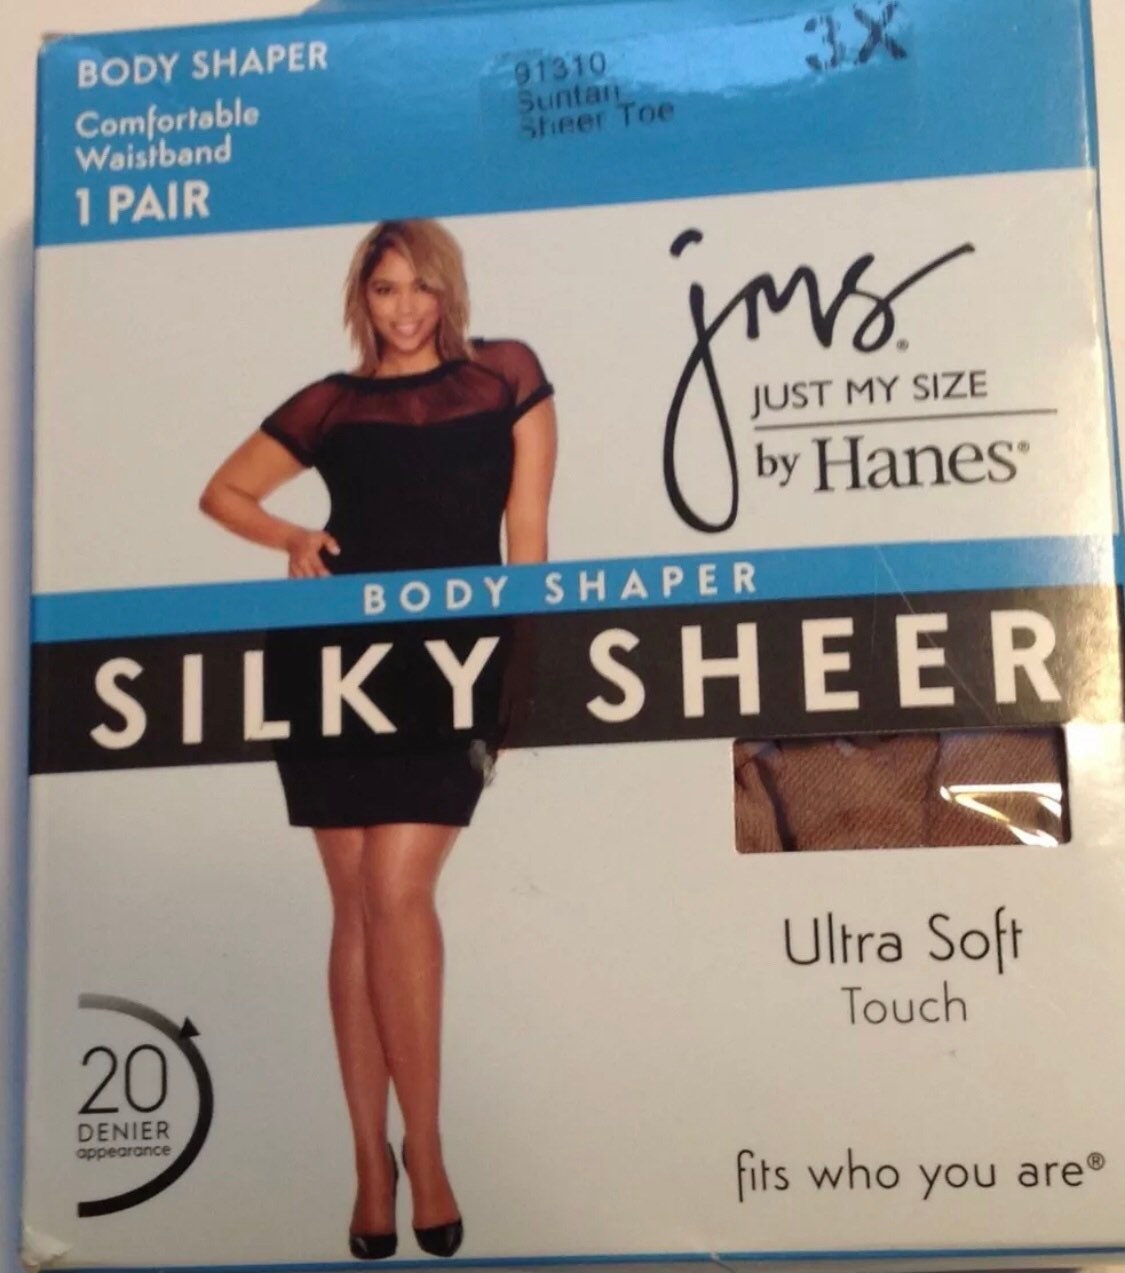 BODY SHAPER
Comfortable
Waistband
1 PAIR
91310
Suntan
Sheer Toe
3X
jms®
JUST MY SIZE
by Hanes®
BODY SHAPER
SILKY SHEER
Ultra Soft
Touch
20
DENIER
appearance
fits who you are®